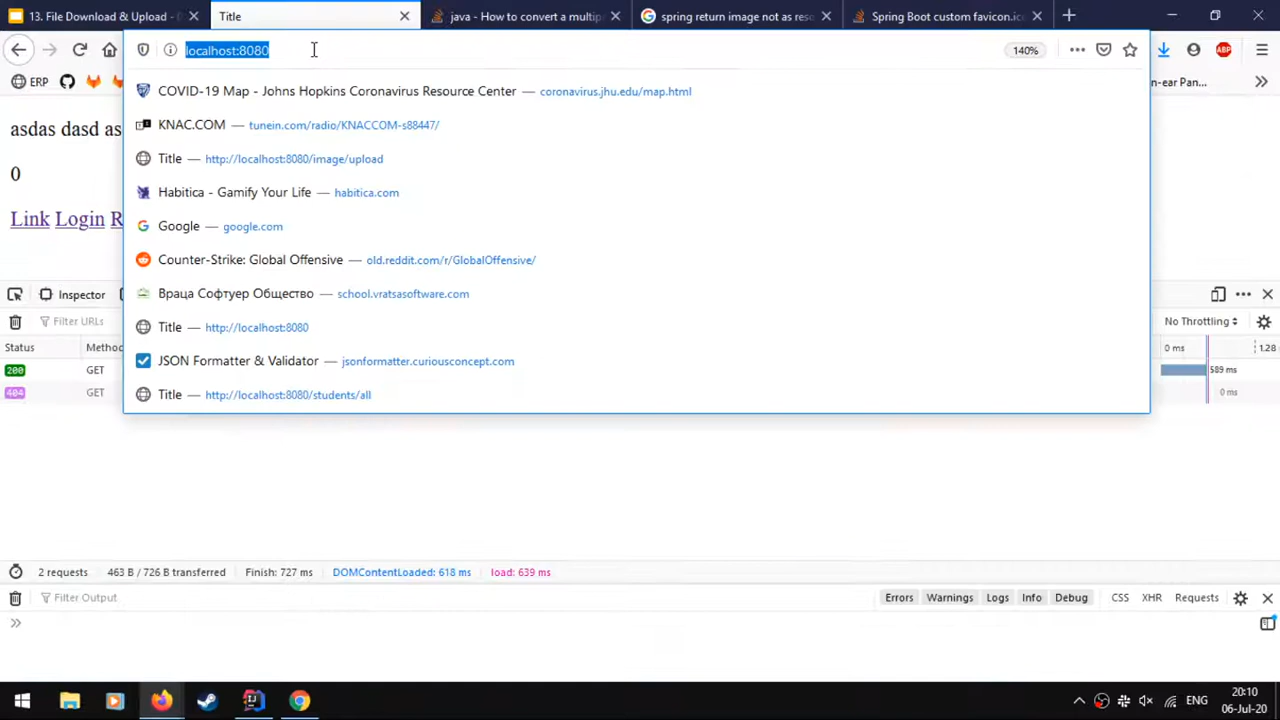 13. File Download & Upload -
Title
java - How to convert a multip
spring return image not as reso
Spring Boot custom favicon.ico
localhost:8080
140%
ABP
ERP
n-ear Pan...
COVID-19 Map - Johns Hopkins Coronavirus Resource Center — coronavirus.jhu.edu/map.html
KNAC.COM — tunein.com/radio/KNACCOM-s88447/
Title — http://localhost:8080/image/upload
Habitica - Gamify Your Life — habitica.com
Google — google.com
Counter-Strike: Global Offensive — old.reddit.com/r/GlobalOffensive/
Враца Софтуер Общество — school.vratsasoftware.com
Title — http://localhost:8080
JSON Formatter & Validator — jsonformatter.curiousconcept.com
Title — http://localhost:8080/students/all
asdas dasd as
0
Link Login R
Inspector
Filter URLs
No Throttling
Status Metho 0 ms 1.28
200 GET 589 ms
404 GET 0 ms
2 requests 463 B / 726 B transferred Finish: 727 ms DOMContentLoaded: 618 ms load: 639 ms
Filter Output Errors Warnings Logs Info Debug CSS XHR Requests
ENG
20:10
06-Jul-20